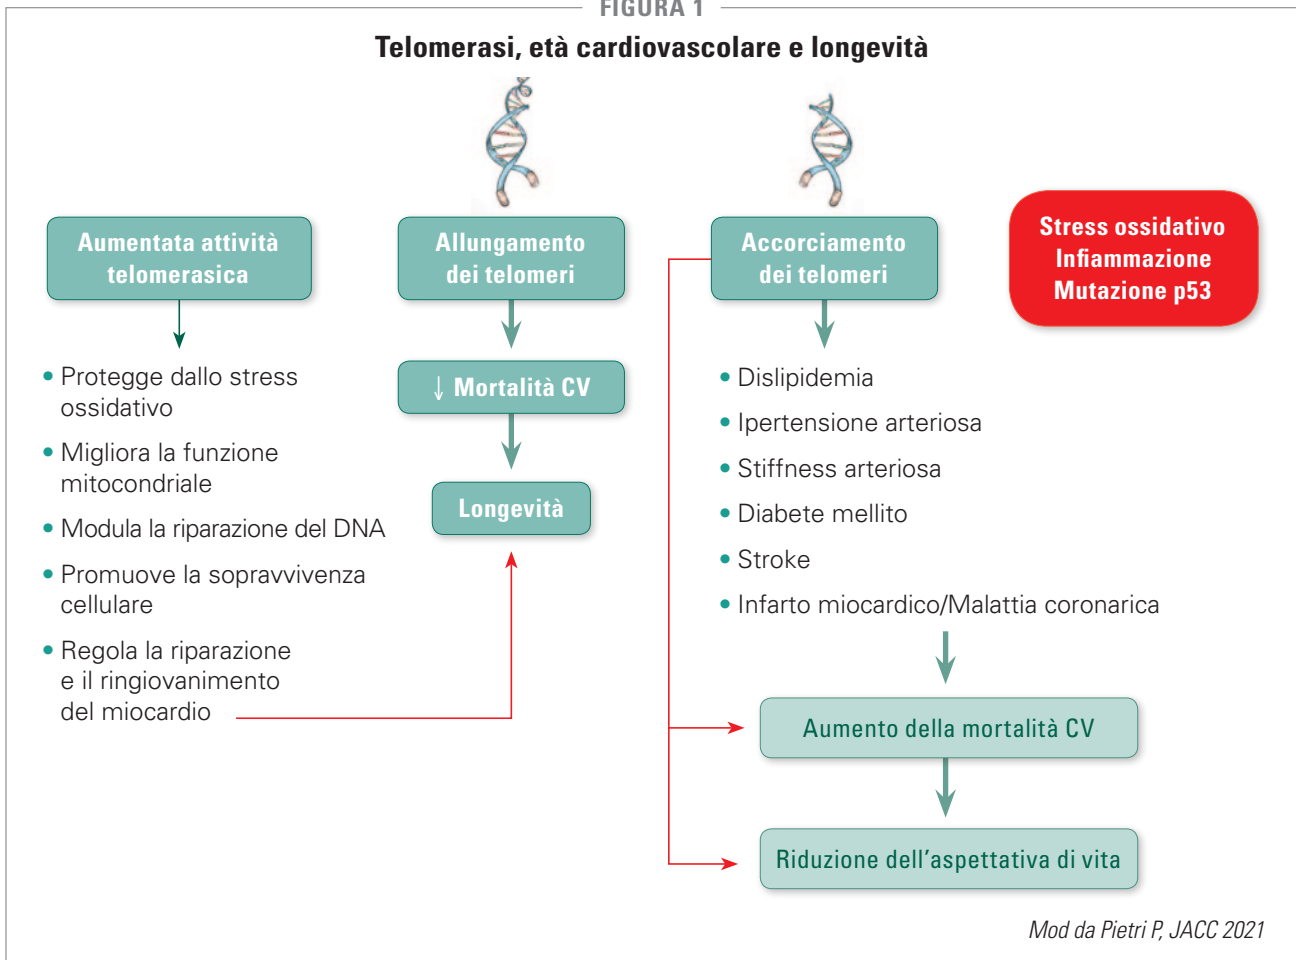 FIGURA 1
Telomerasi, età cardiovascolare e longevità
Aumentata attività
telomerasica
• Protegge dallo stress
ossidativo
• Migliora la funzione
mitocondriale
• Modula la riparazione del DNA
• Promuove la sopravvivenza
cellulare
• Regola la riparazione
e il ringiovanimento
del miocardio
Allungamento
dei telomeri
↓ Mortalità CV
Longevità
Accorciamento
dei telomeri
• Dislipidemia
• Ipertensione arteriosa
• Stiffness arteriosa
• Diabete mellito
• Stroke
• Infarto miocardico/Malattia coronarica
Aumento della mortalità CV
Riduzione dell’aspettativa di vita
Stress ossidativo
Infiammazione
Mutazione p53
Mod da Pietri P, JACC 2021